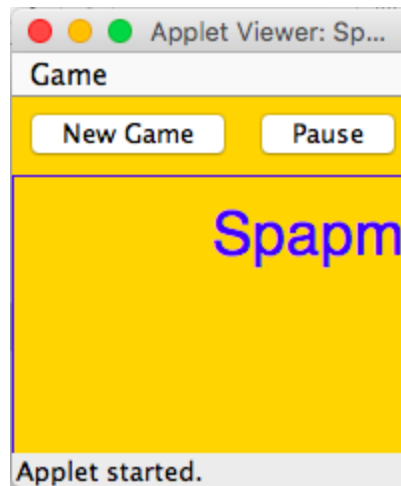 Applet Viewer: Sp...
Game
New Game Pause
Spapm
Applet started.